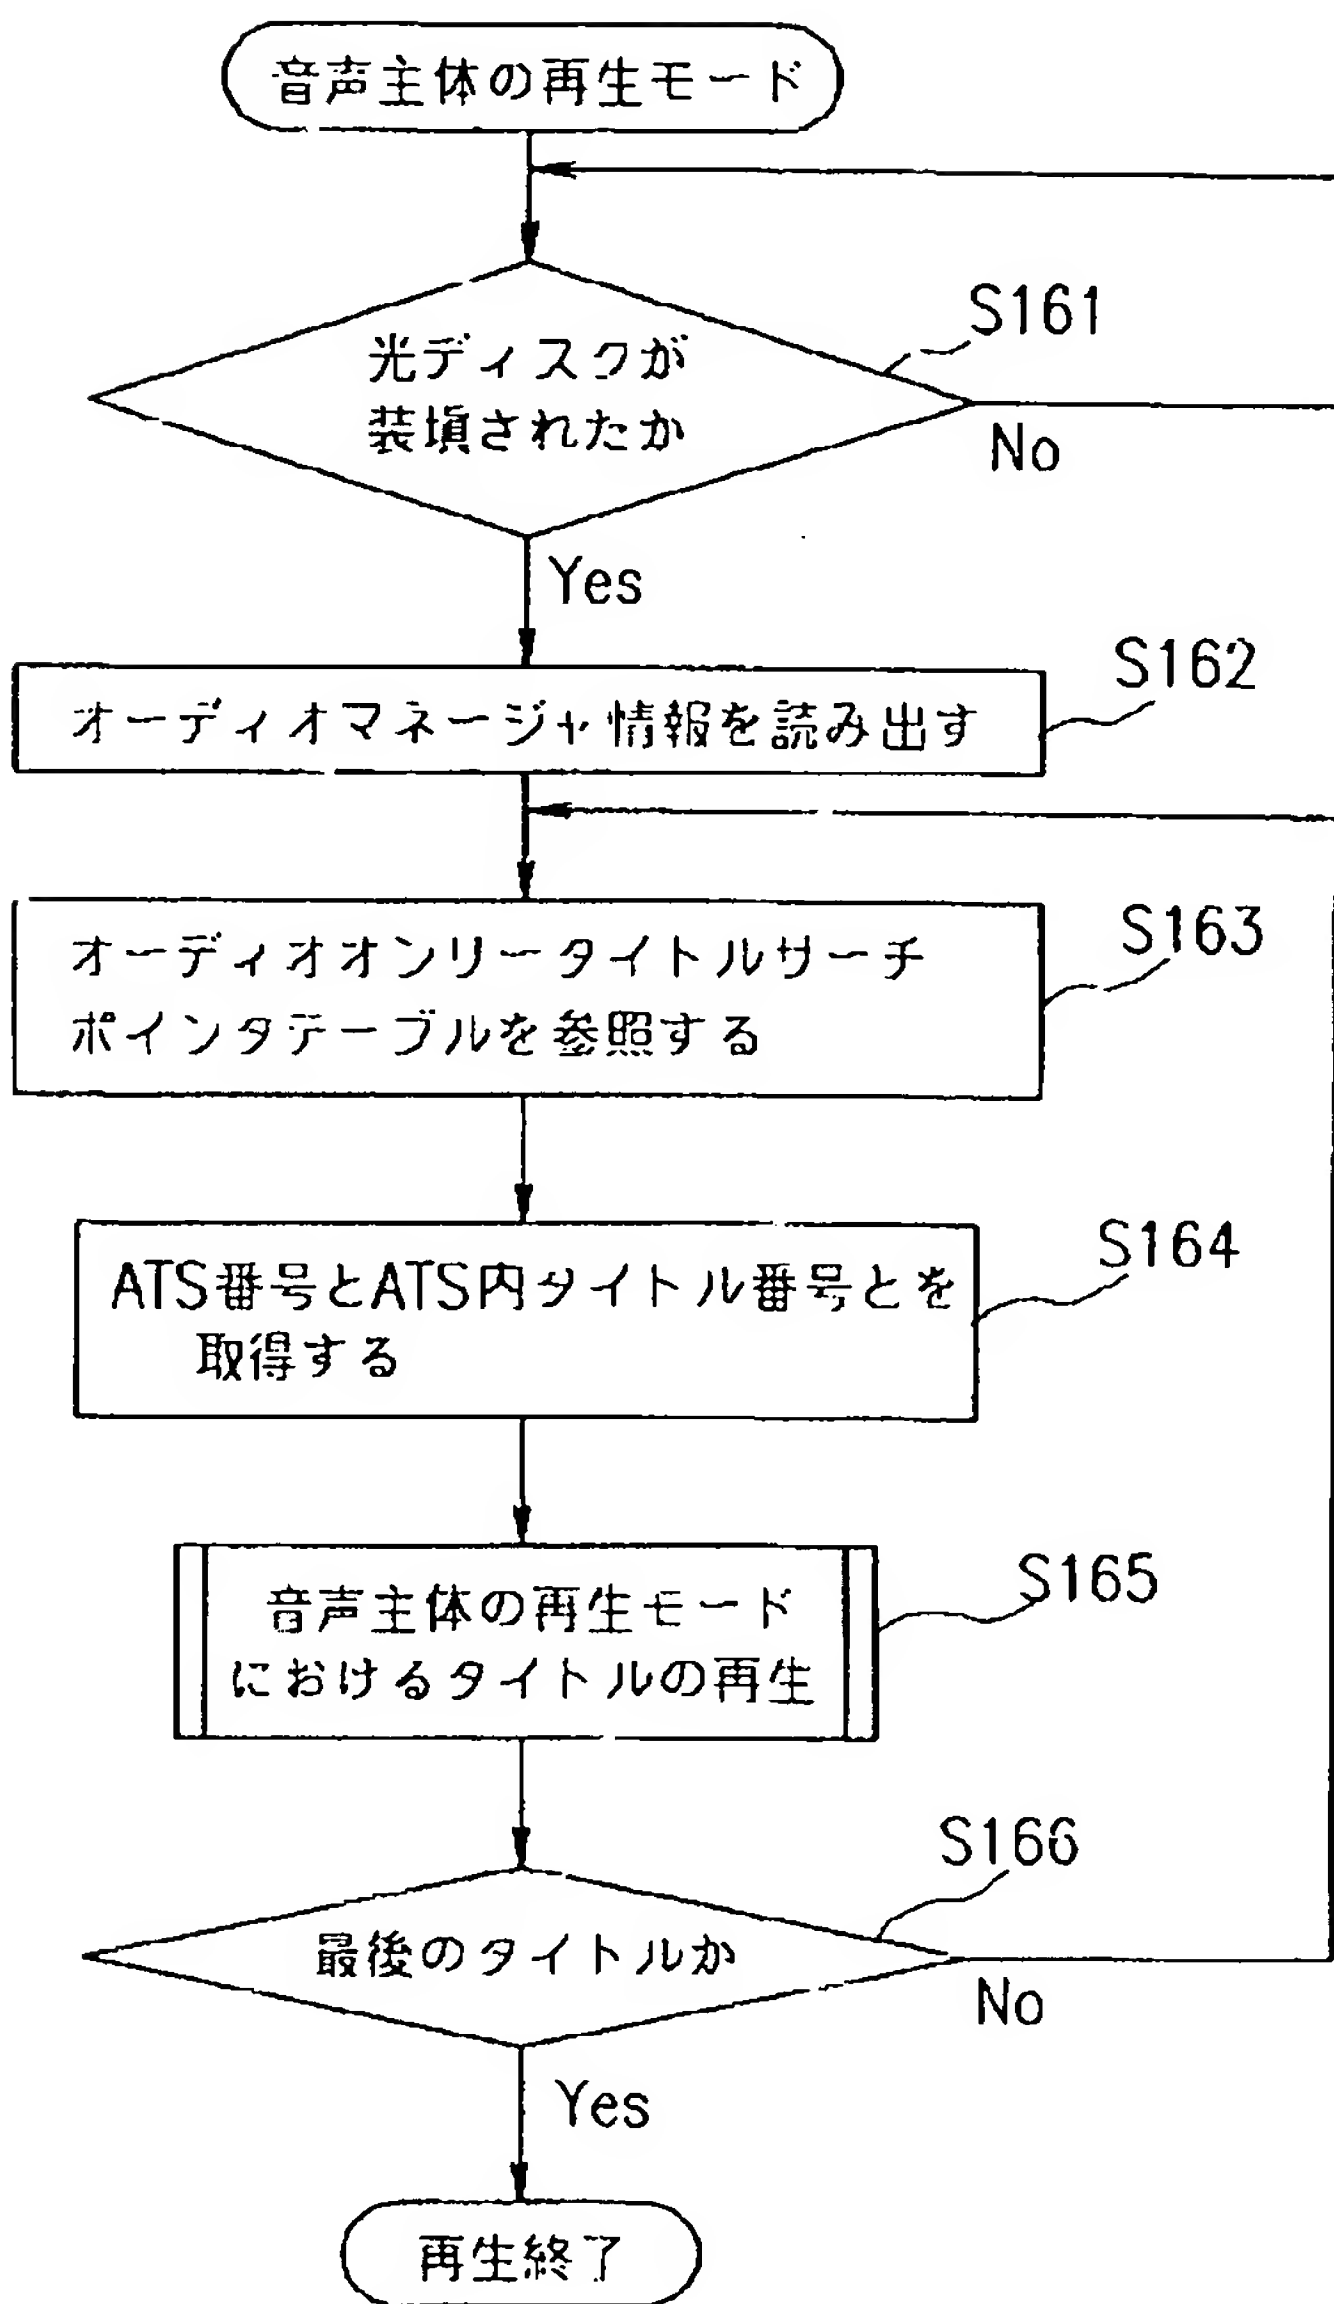 音声主体の再生モード
S161
光ディスクが
装填されたか
No
Yes
S162
オーディオマネージャ情報を読み出す
S163
オーディオオンリータイトルサーチ
ポインタテーブルを参照する
S164
ATS番号とATS内タイトル番号とを
取得する
S165
音声主体の再生モード
におけるタイトルの再生
S166
最後のタイトルか
No
Yes
再生終了